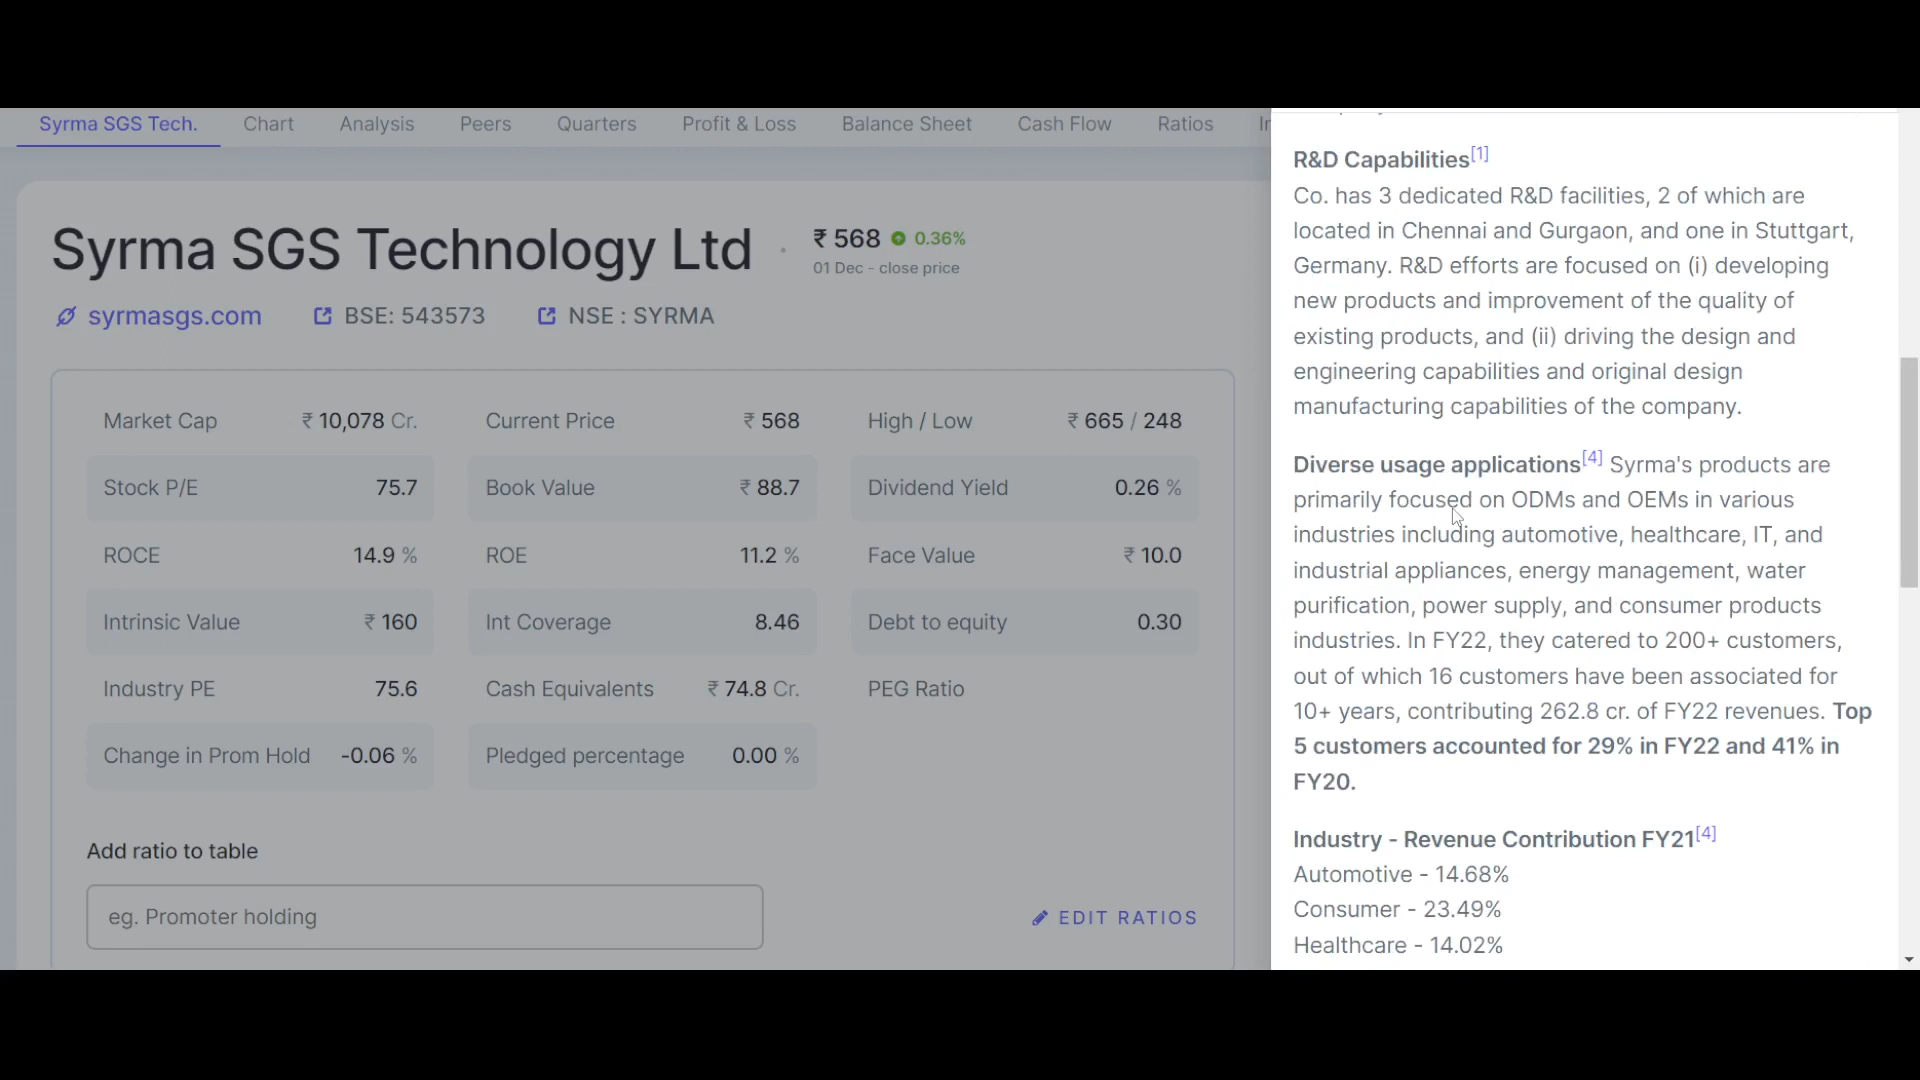 Syrma SGS Tech. Chart Analysis Peers Quarters Profit & Loss Balance Sheet Cash Flow Ratios
Syrma SGS Technology Ltd
₹ 568 0.36%
01 Dec - close price
syrmasgs.com BSE: 543573 NSE : SYRMA
Market Cap ₹ 10,078 Cr. Current Price ₹ 568 High / Low ₹ 665 / 248
Stock P/E 75.7 Book Value ₹ 88.7 Dividend Yield 0.26 %
ROCE 14.9 % ROE 11.2 % Face Value ₹ 10.0
Intrinsic Value ₹ 160 Int Coverage 8.46 Debt to equity 0.30
Industry PE 75.6 Cash Equivalents ₹ 74.8 Cr. PEG Ratio
Change in Prom Hold -0.06 % Pledged percentage 0.00 %
Add ratio to table
eg. Promoter holding
EDIT RATIOS
R&D Capabilities[1]
Co. has 3 dedicated R&D facilities, 2 of which are
located in Chennai and Gurgaon, and one in Stuttgart,
Germany. R&D efforts are focused on (i) developing
new products and improvement of the quality of
existing products, and (ii) driving the design and
engineering capabilities and original design
manufacturing capabilities of the company.
Diverse usage applications[4] Syrma's products are
primarily focused on ODMs and OEMs in various
industries including automotive, healthcare, IT, and
industrial appliances, energy management, water
purification, power supply, and consumer products
industries. In FY22, they catered to 200+ customers,
out of which 16 customers have been associated for
10+ years, contributing 262.8 cr. of FY22 revenues. Top
5 customers accounted for 29% in FY22 and 41% in
FY20.
Industry - Revenue Contribution FY21[4]
Automotive - 14.68%
Consumer - 23.49%
Healthcare - 14.02%